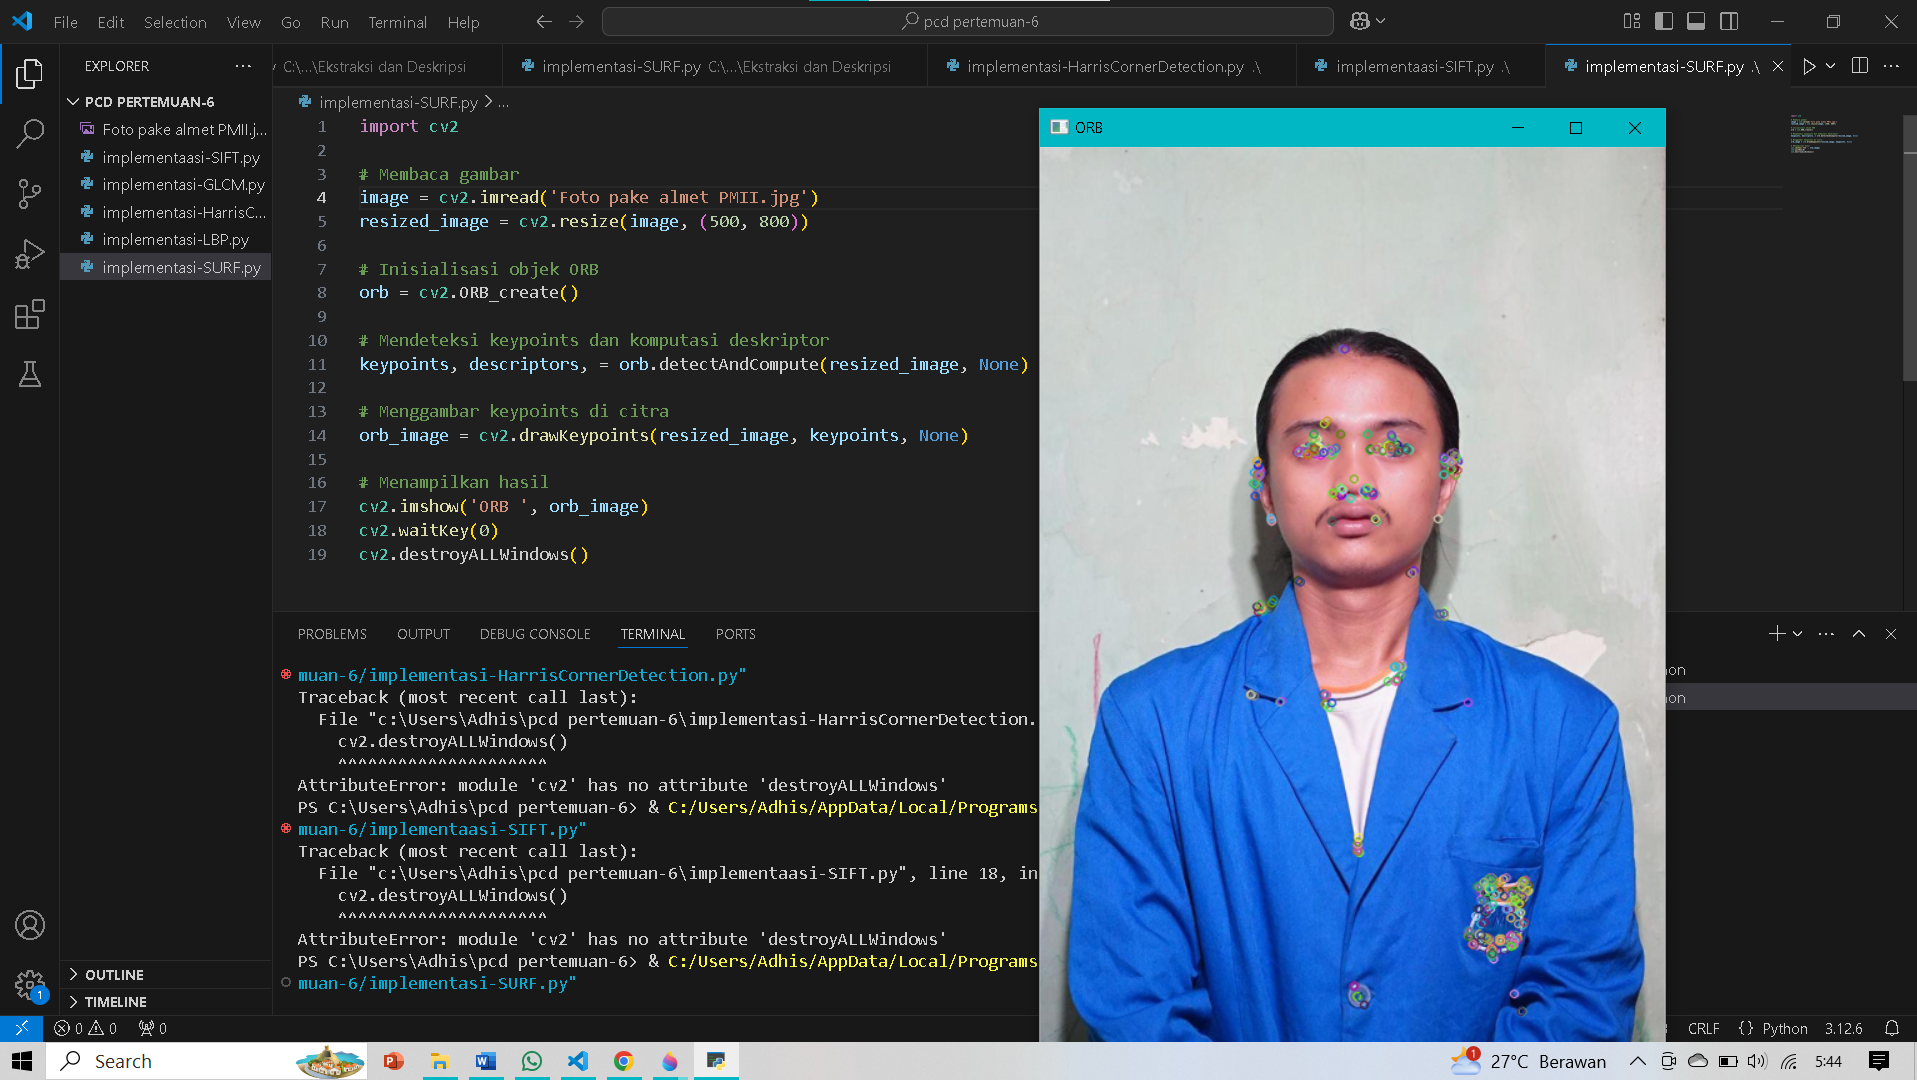 File Edit Selection View Go Run Terminal Help
pcd pertemuan-6
EXPLORER
C:\...\Ekstraksi dan Deskripsi
implementasi-SURF.py C:\...\Ekstraksi dan Deskripsi
implementasi-HarrisCornerDetection.py .\
implementaasi-SIFT.py .\
implementasi-SURF.py .\
PCD PERTEMUAN-6
Foto pake almet PMII.j...
implementaasi-SIFT.py
implementasi-GLCM.py
implementasi-HarrisC...
implementasi-LBP.py
implementasi-SURF.py
OUTLINE
TIMELINE
implementasi-SURF.py > ...
1 import cv2
2
3 # Membaca gambar
4 image = cv2.imread('Foto pake almet PMII.jpg')
5 resized_image = cv2.resize(image, (500, 800))
6
7 # Inisialisasi objek ORB
8 orb = cv2.ORB_create()
9
10 # Mendeteksi keypoints dan komputasi deskriptor
11 keypoints, descriptors, = orb.detectAndCompute(resized_image, None)
12
13 # Menggambar keypoints di citra
14 orb_image = cv2.drawKeypoints(resized_image, keypoints, None)
15
16 # Menampilkan hasil
17 cv2.imshow('ORB ', orb_image)
18 cv2.waitKey(0)
19 cv2.destroyALLWindows()
ORB
PROBLEMS OUTPUT DEBUG CONSOLE TERMINAL PORTS
muan-6/implementasi-HarrisCornerDetection.py"
Traceback (most recent call last):
File "c:\Users\Adhis\pcd pertemuan-6\implementasi-HarrisCornerDetection.
cv2.destroyALLWindows()
^^^^^^^^^^^^^^^^^^^^^
AttributeError: module 'cv2' has no attribute 'destroyALLWindows'
PS C:\Users\Adhis\pcd pertemuan-6> & C:/Users/Adhis/AppData/Local/Programs
muan-6/implementaasi-SIFT.py"
Traceback (most recent call last):
File "c:\Users\Adhis\pcd pertemuan-6\implementaasi-SIFT.py", line 18, in
cv2.destroyALLWindows()
^^^^^^^^^^^^^^^^^^^^^
AttributeError: module 'cv2' has no attribute 'destroyALLWindows'
PS C:\Users\Adhis\pcd pertemuan-6> & C:/Users/Adhis/AppData/Local/Programs
muan-6/implementasi-SURF.py"
hon
hon
1
0 0 0
CRLF {} Python 3.12.6
Search
1
27°C Berawan
5:44